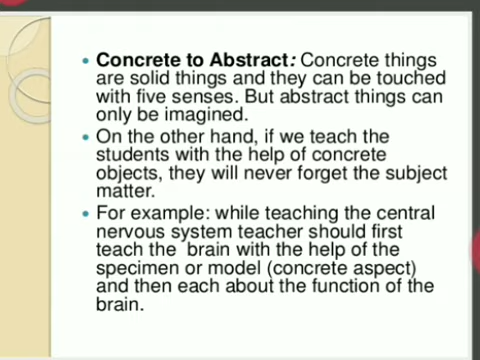 • Concrete to Abstract: Concrete things
are solid things and they can be touched
with five senses. But abstract things can
only be imagined.
• On the other hand, if we teach the
students with the help of concrete
objects, they will never forget the subject
matter.
• For example: while teaching the central
nervous system teacher should first
teach the brain with the help of the
specimen or model (concrete aspect)
and then each about the function of the
brain.